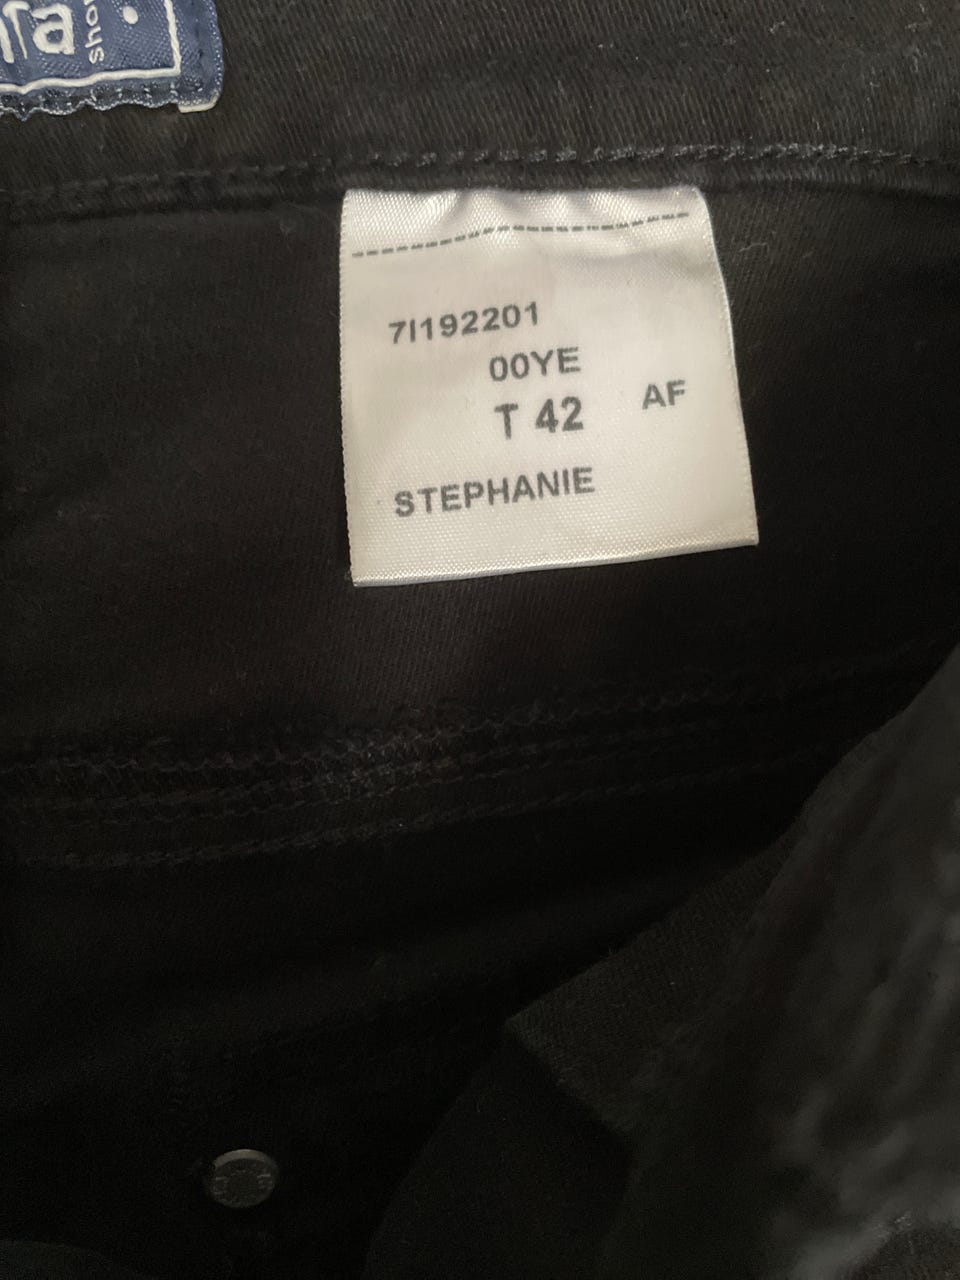 7I192201
00YE
T 42 AF
STEPHANIE